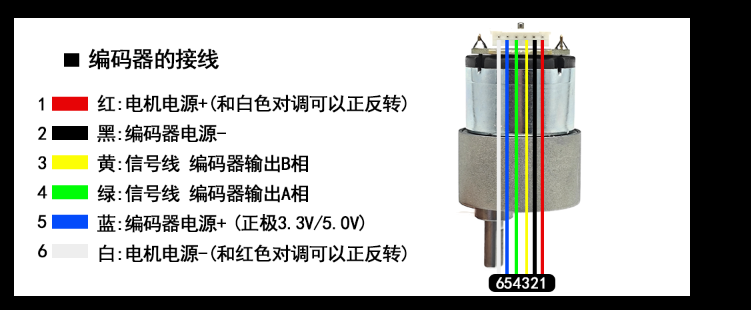 ■ 编码器的接线
1 红:电机电源+(和白色对调可以正反转)
2 黑:编码器电源-
3 黄:信号线 编码器输出B相
4 绿:信号线 编码器输出A相
5 蓝:编码器电源+ (正极3.3V/5.0V)
6 白:电机电源-(和红色对调可以正反转)
654321